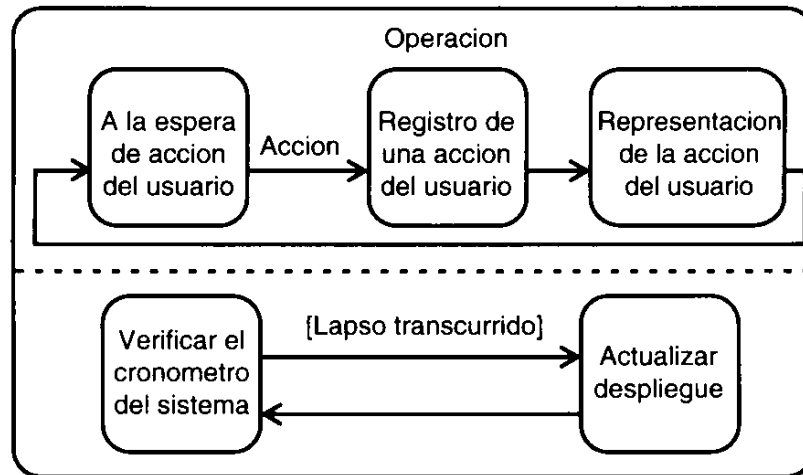 Operacion
A la espera
de accion
del usuario
Accion
Registro de
una accion
del usuario
Representacion
de la accion
del usuario
Verificar el
cronometro
del sistema
[Lapso transcurrido]
Actualizar
despliegue